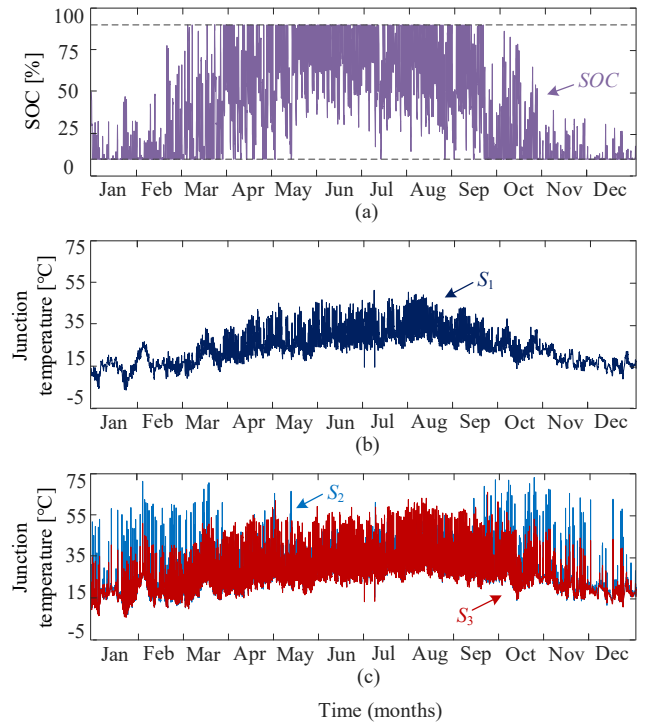 100
75
50
25
0
SOC [%]
SOC
Jan Feb Mar Apr May Jun Jul Aug Sep Oct Nov Dec
(a)
75
55
35
15
-5
Junction
temperature [°C]
S1
Jan Feb Mar Apr May Jun Jul Aug Sep Oct Nov Dec
(b)
75
55
35
15
-5
Junction
temperature [°C]
S2
S3
Jan Feb Mar Apr May Jun Jul Aug Sep Oct Nov Dec
(c)
Time (months)